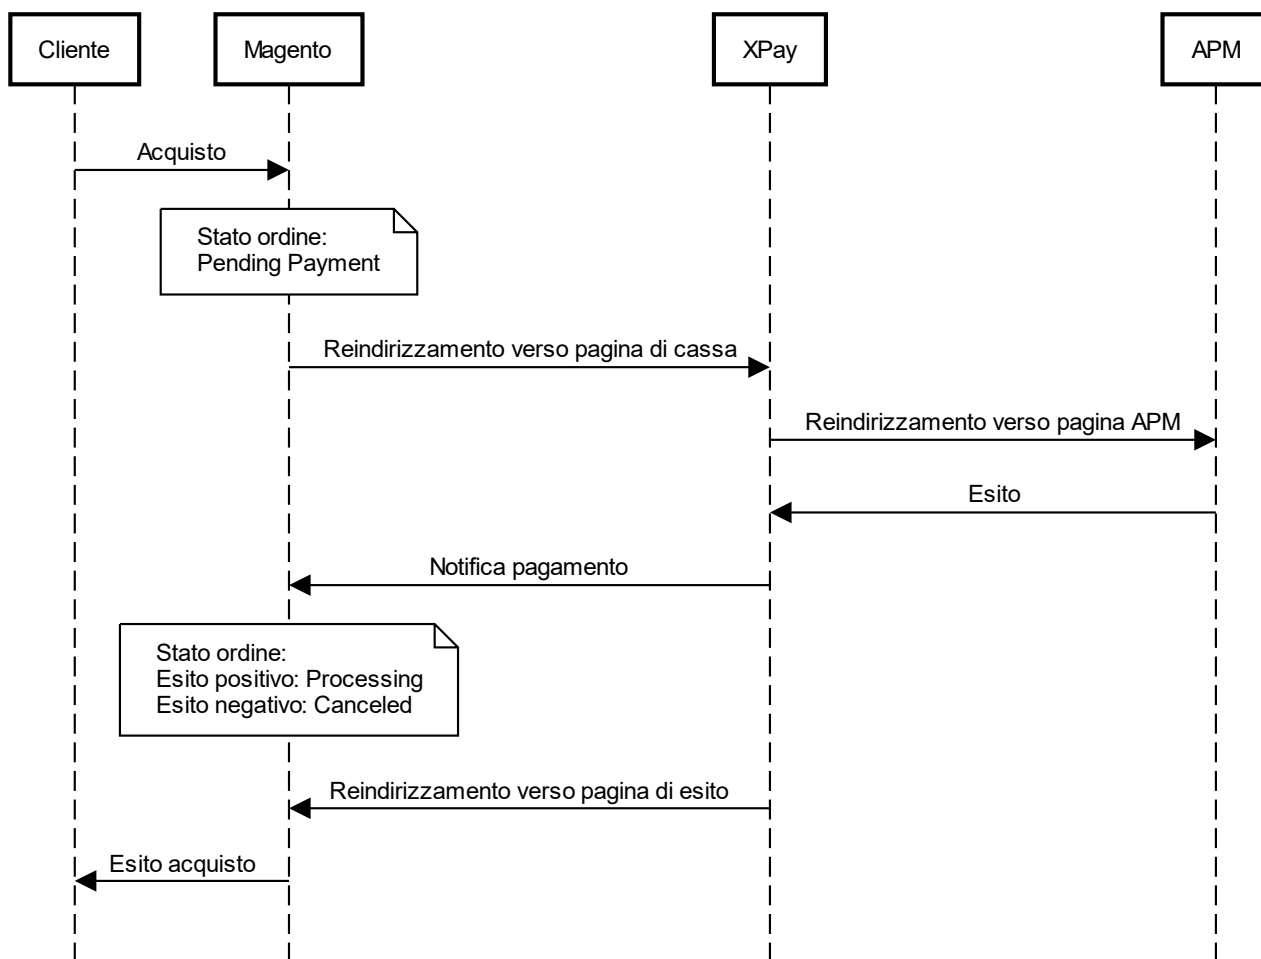 Cliente
Magento
XPay
APM
Acquisto
Stato ordine:
Pending Payment
Reindirizzamento verso pagina di cassa
Reindirizzamento verso pagina APM
Esito
Notifica pagamento
Stato ordine:
Esito positivo: Processing
Esito negativo: Canceled
Reindirizzamento verso pagina di esito
Esito acquisto